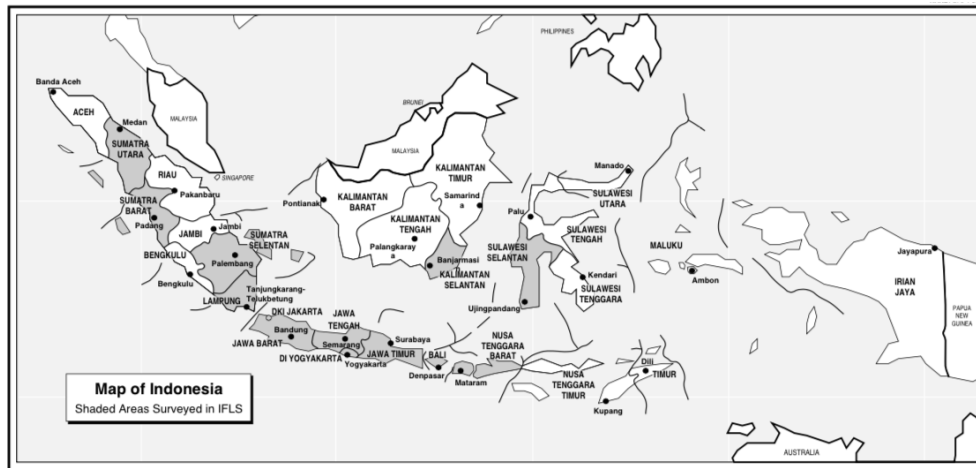 PHILIPPINES
Banda Aceh
ACEH
Medan
MALAYSIA
BRUNEI
SUMATRA
UTARA
MALAYSIA
KALIMANTAN
TIMUR
Manado
RIAU
SINGAPORE
Pakanbaru
KALIMANTAN
BARAT
Samarind
a
SULAWESI
UTARA
Pontianak
SUMATRA
BARAT
Padang
KALIMANTAN
TENGAH
Palu
JAMBI
Jambi
SUMATRA
SELENTAN
Palangkaray
a
SULAWESI
SELANTAN
SULAWESI
TENGAH
MALUKU
Jayapura
BENGKULU
Palembang
Banjarmasi
n
KALIMANTAN
SELANTAN
Kendari
Ambon
Bengkulu
SULAWESI
TENGGARA
IRIAN
JAYA
LAMPUNG
Tanjungkarang-
Telukbetung
Ujingpandang
PAPUA
NEW
GUINEA
DKI JAKARTA
JAWA
TENGAH
Bandung
Semarang
Surabaya
JAWA BARAT
DI YOGYAKARTA
Yogyakarta
JAWA TIMUR
BALI
NUSA
TENGGARA
BARAT
Denpasar
Mataram
NUSA
TENGGARA
TIMUR
Dili
TIMUR
Kupang
Map of Indonesia
Shaded Areas Surveyed in IFLS
AUSTRALIA